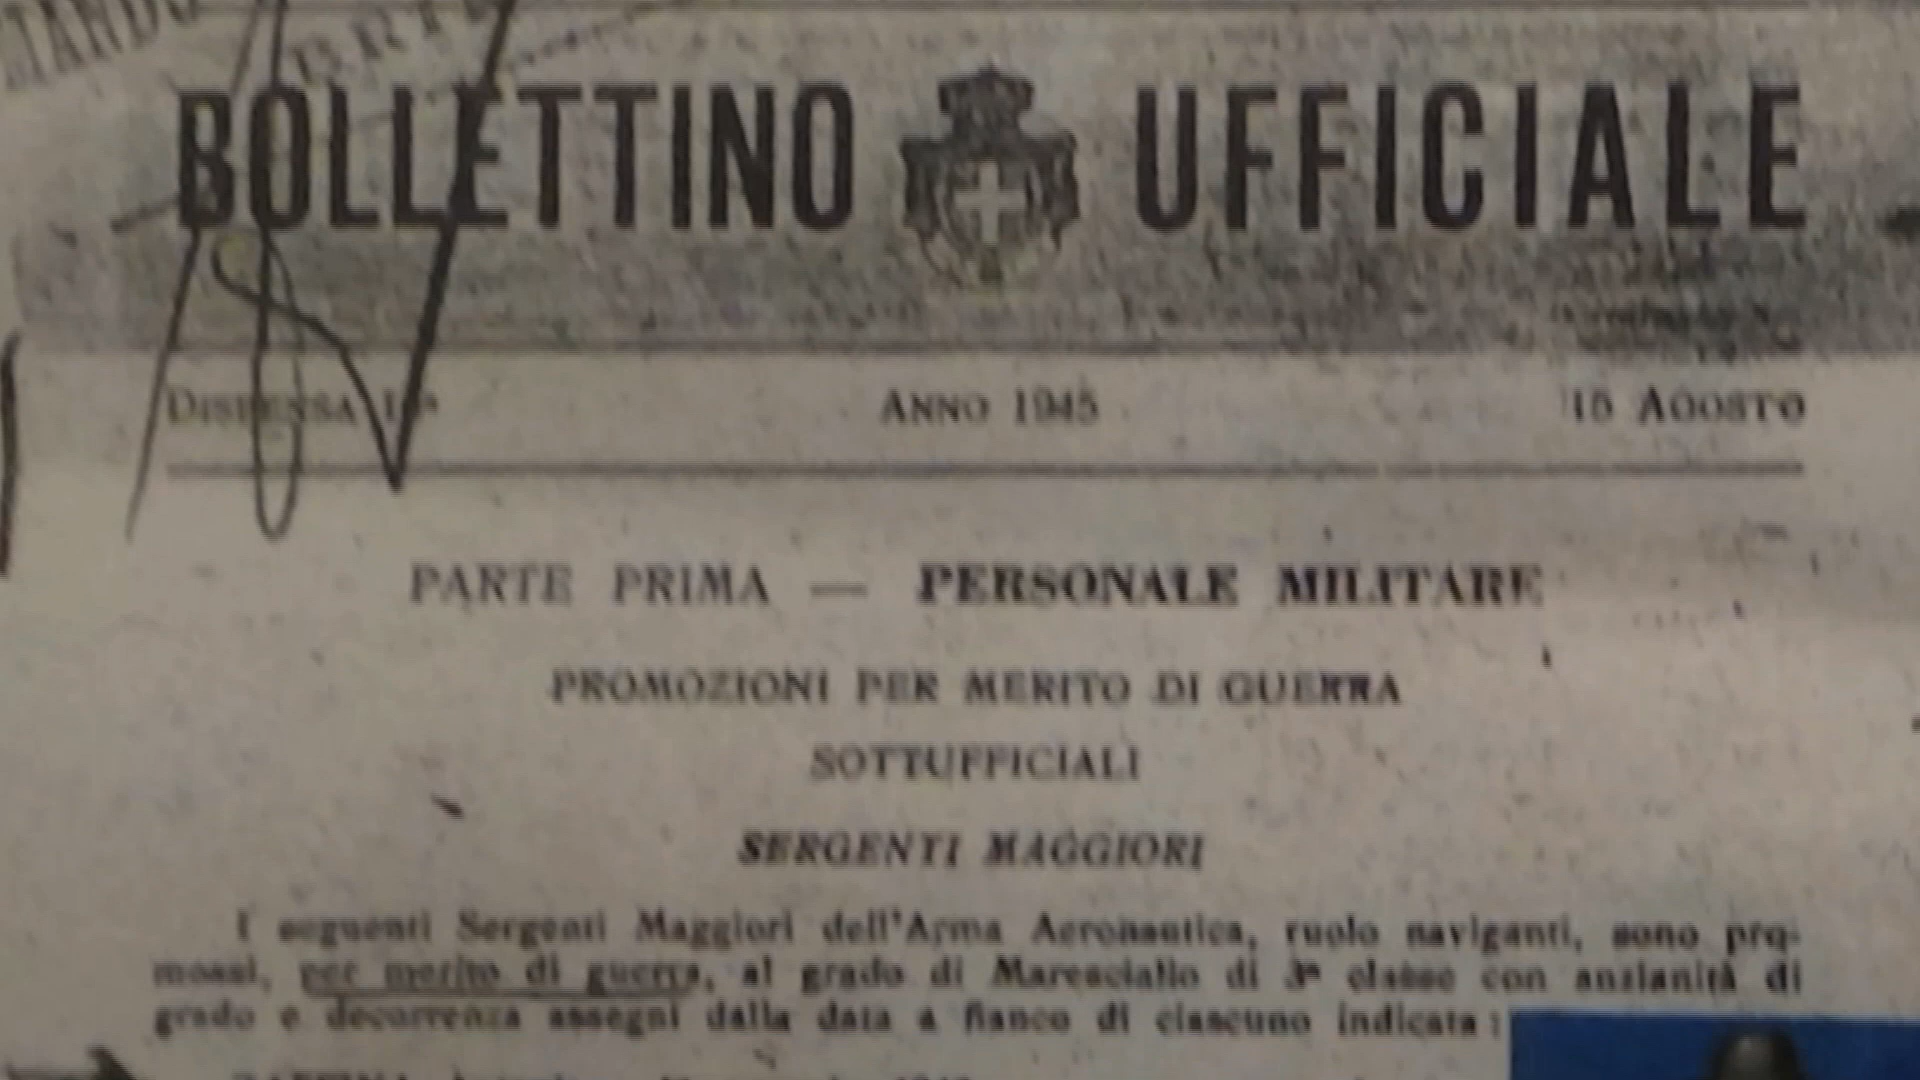 BOLLETTINO UFFICIALE
DISPENSA ANNO 1945 15 AGOSTO
PARTE PRIMA — PERSONALE MILITARE
PROMOZIONI PER MERITO DI GUERRA
SOTTUFFICIALI
SERGENTI MAGGIORI
I seguenti Sergenti Maggiori dell'Arma Aeronautica, ruolo naviganti, sono pro-
mossi, per merito di guerra, al grado di Maresciallo di 3ª classe con anzianità di
grado e decorrenza assegni dalla data a fianco di ciascuno indicata: